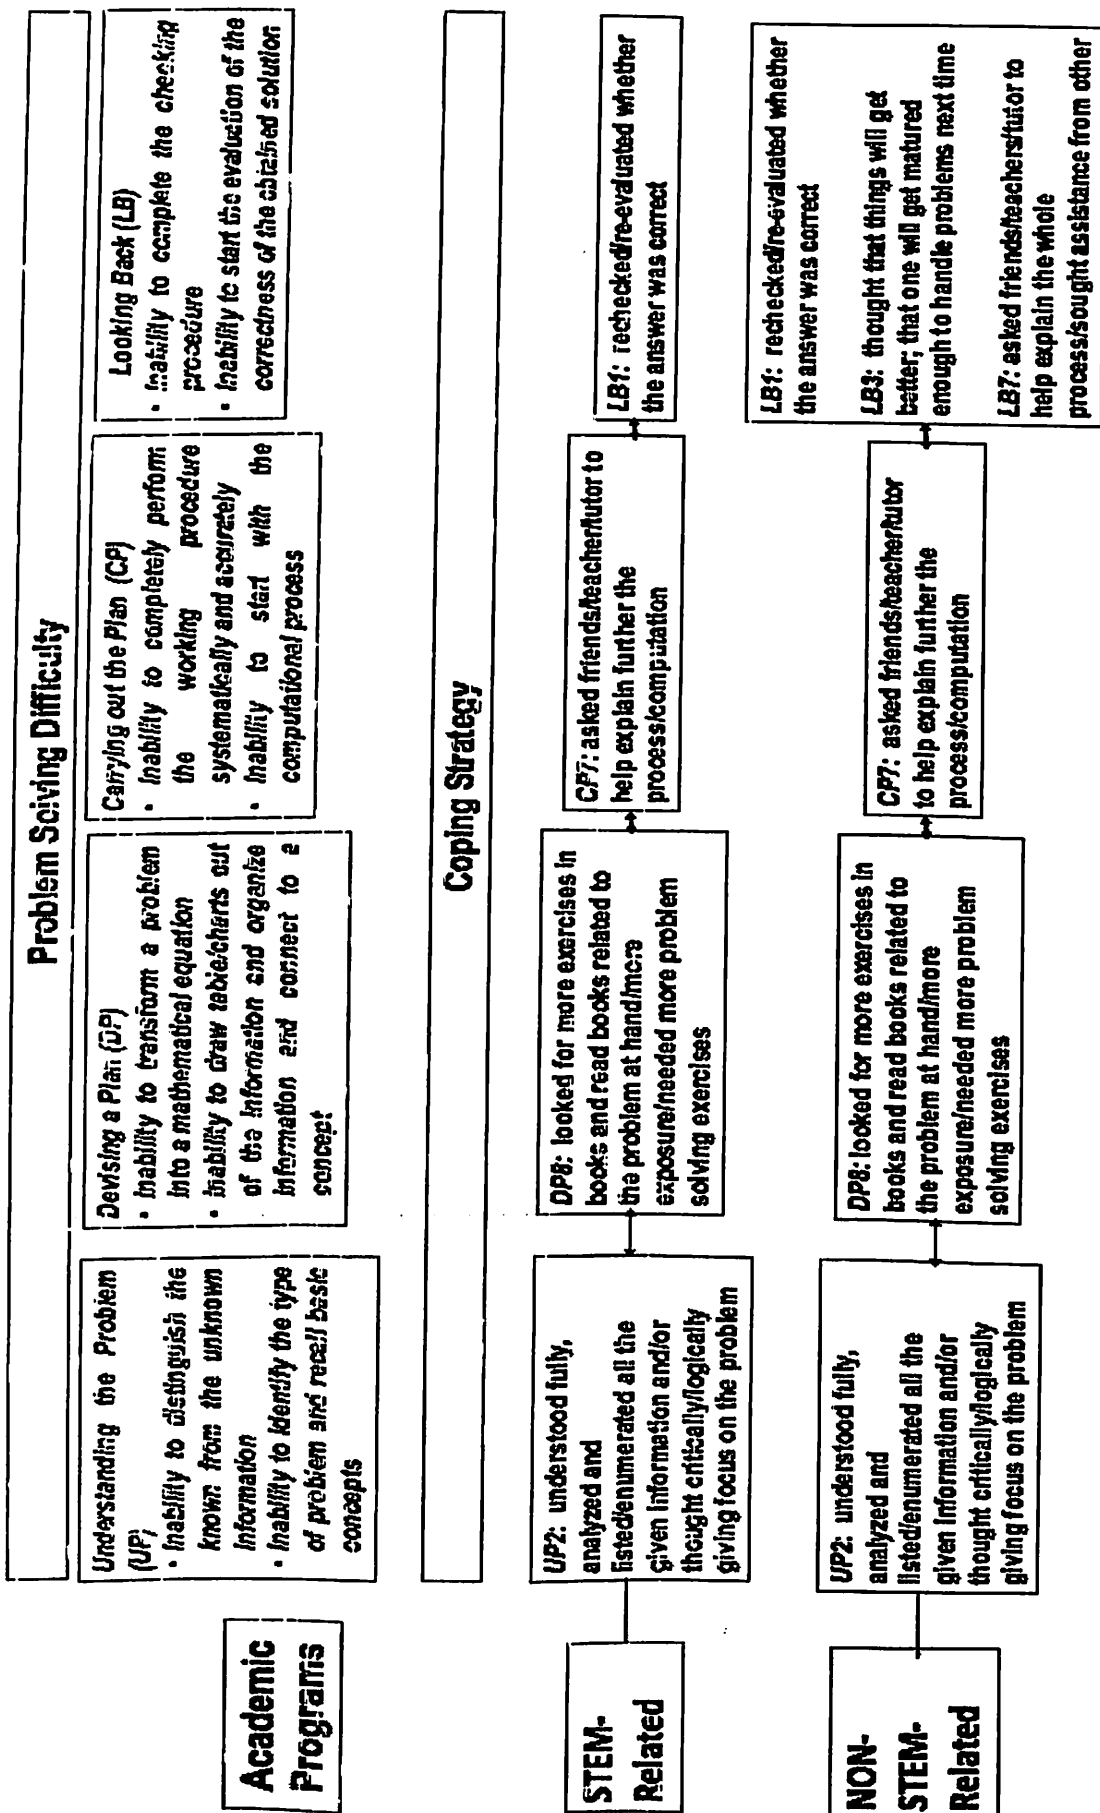 Problem Solving Difficulty
Academic
Programs
Understanding the Problem
(UP)
• Inability to distinguish the
known from the unknown
information
• Inability to identify the type
of problem and recall basic
concepts
Devising a Plan (DP)
• Inability to transform a problem
into a mathematical equation
• Inability to draw table/charts out
of the information and organize
information and connect to a
concept
Carrying out the Plan (CP)
• Inability to completely perform
the working procedure
systematically and accurately
• Inability to start with the
computational process
Looking Back (LB)
• Inability to complete the checking
procedure
• Inability to start the evaluation of the
correctness of the obtained solution
Coping Strategy
STEM-
Related
UP2: understood fully,
analyzed and
listed/enumerated all the
given information and/or
thought critically/logically
giving focus on the problem
DP8: looked for more exercises in
books and read books related to
the problem at hand/more
exposure/needed more problem
solving exercises
CP7: asked friends/teacher/tutor to
help explain further the
process/computation
LB1: rechecked/re-evaluated whether
the answer was correct
NON-
STEM-
Related
UP2: understood fully,
analyzed and
listed/enumerated all the
given information and/or
thought critically/logically
giving focus on the problem
DP8: looked for more exercises in
books and read books related to
the problem at hand/more
exposure/needed more problem
solving exercises
CP7: asked friends/teacher/tutor
to help explain further the
process/computation
LB1: rechecked/re-evaluated whether
the answer was correct
LB3: thought that things will get
better; that one will get matured
enough to handle problems next time
LB7: asked friends/teachers/tutor to
help explain the whole
process/sought assistance from other